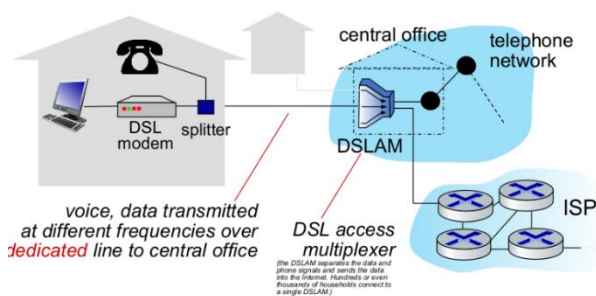 central office
telephone
network
DSL
modem
splitter
DSLAM
ISP
voice, data transmitted
at different frequencies over
dedicated line to central office
DSL access
multiplexer
(the DSLAM separates the data and
phone signals and sends the data
into the Internet. Hundreds or even
thousands of households connect to
a single DSLAM.)